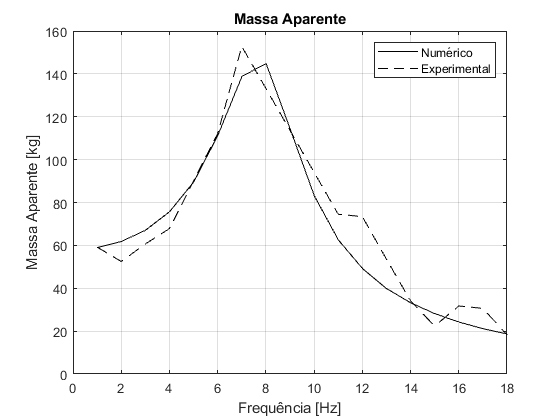 Massa Aparente
Numérico
Experimental
Massa Aparente [kg]
160
140
120
100
80
60
40
20
0
0 2 4 6 8 10 12 14 16 18
Frequência [Hz]